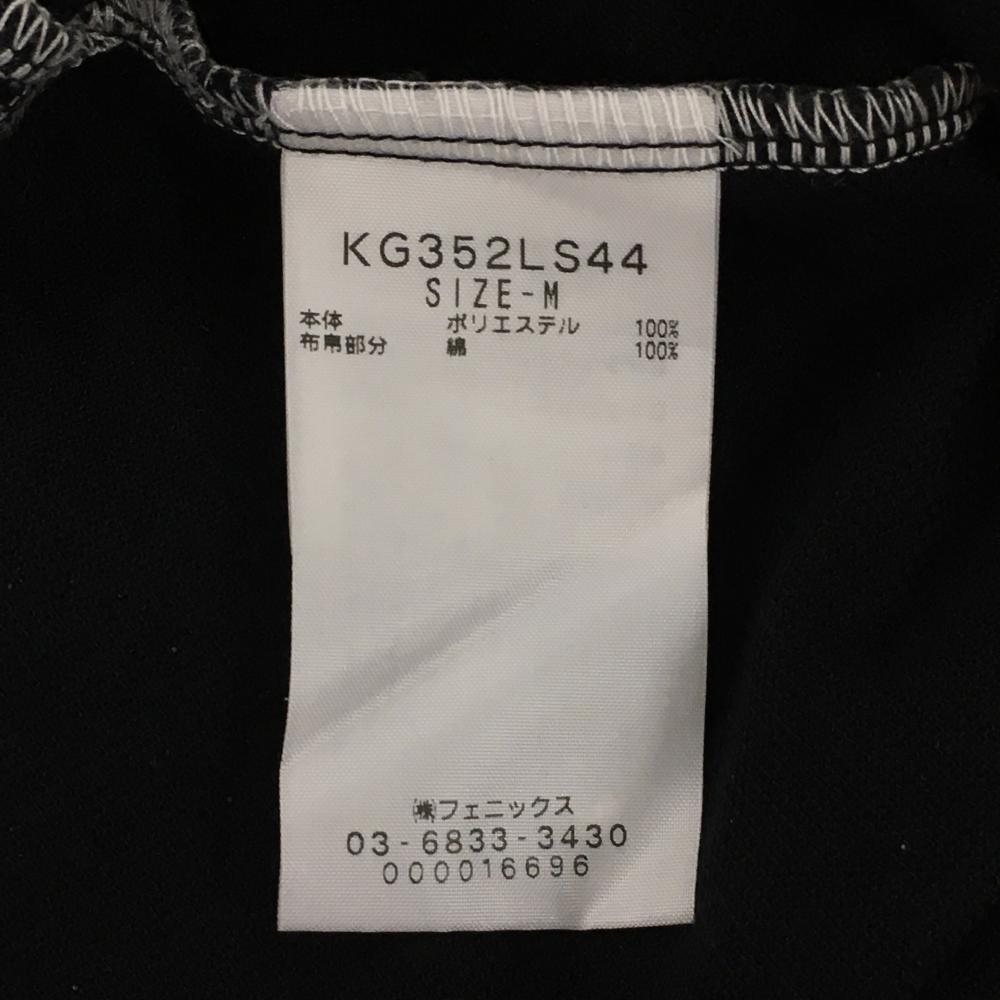 KG352LS44
SIZE-M
本体 ポリエステル 100%
布帛部分 綿 100%
㈱フェニックス
03-6833-3430
000016696